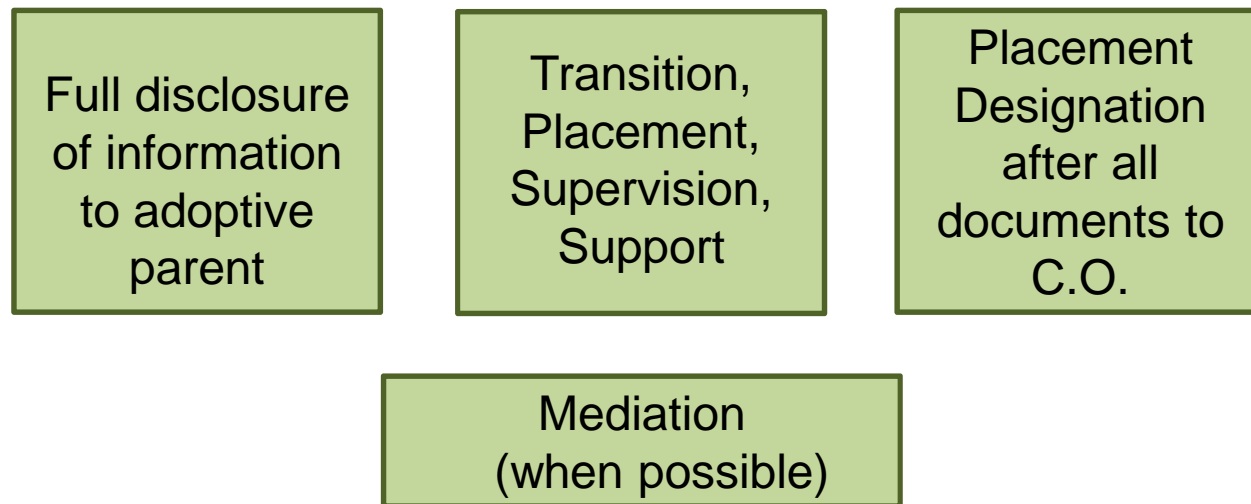 Full disclosure
of information
to adoptive
parent
Transition,
Placement,
Supervision,
Support
Placement
Designation
after all
documents to
C.O.
Mediation
(when possible)